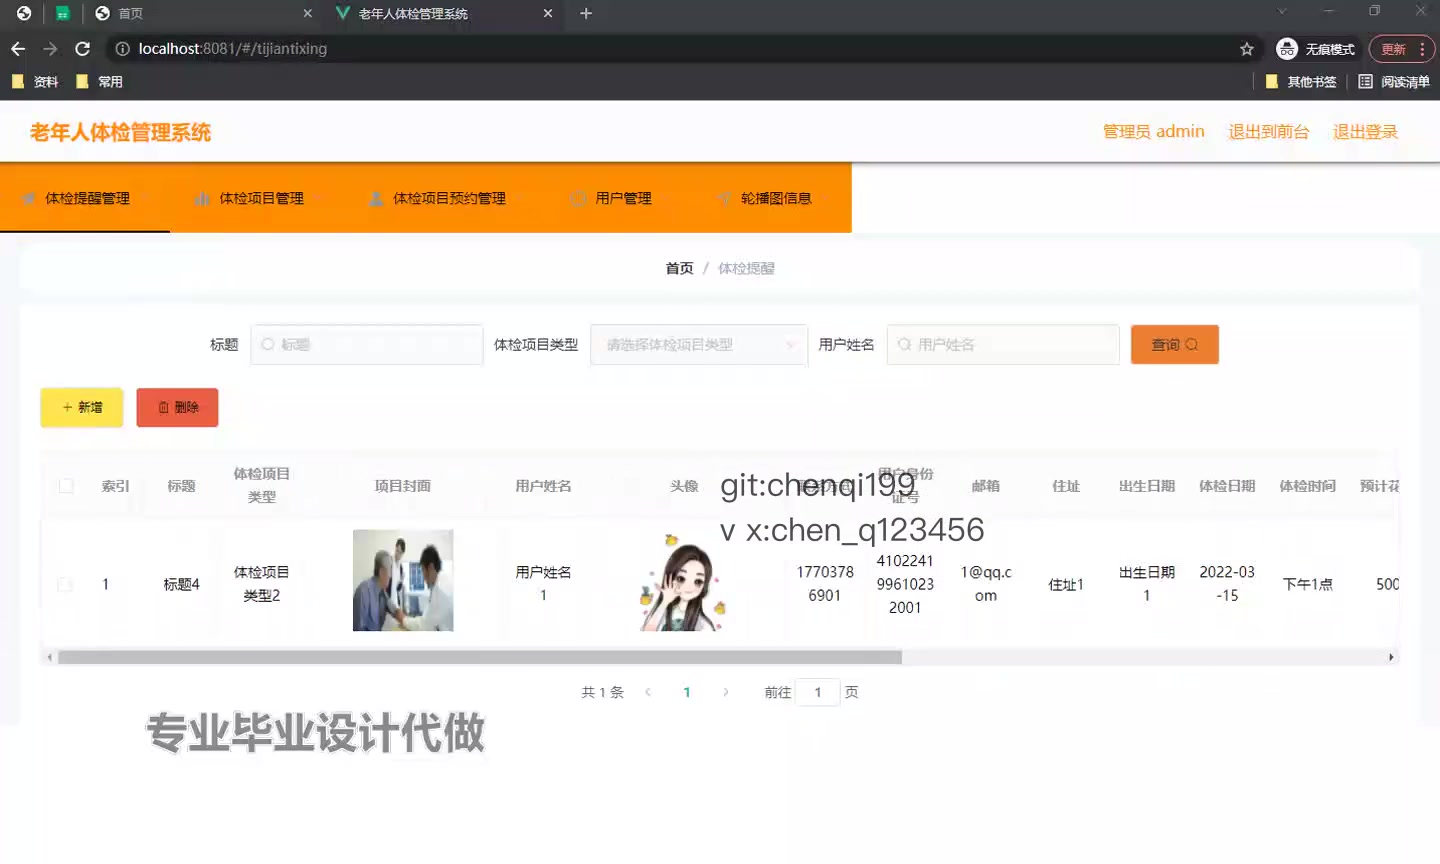 首页
老年人体检管理系统
localhost:8081/#/tijiantixing
无痕模式
更新
资料
常用
其他书签
阅读清单
老年人体检管理系统
管理员 admin
退出到前台
退出登录
体检提醒管理
体检项目管理
体检项目预约管理
用户管理
轮播图信息
首页 / 体检提醒
标题
标题
体检项目类型
请选择体检项目类型
用户姓名
用户姓名
查询
+ 新增
删除
索引
标题
体检项目
类型
项目封面
用户姓名
头像
用户身份
证号
邮箱
住址
出生日期
体检日期
体检时间
预计花
git:chenqi199
v x:chen_q123456
1
标题4
体检项目
类型2
用户姓名
1
1770378
6901
4102241
9961023
2001
1@qq.c
om
住址1
出生日期
1
2022-03
-15
下午1点
500
共 1 条
1
前往
1
页
专业毕业设计代做